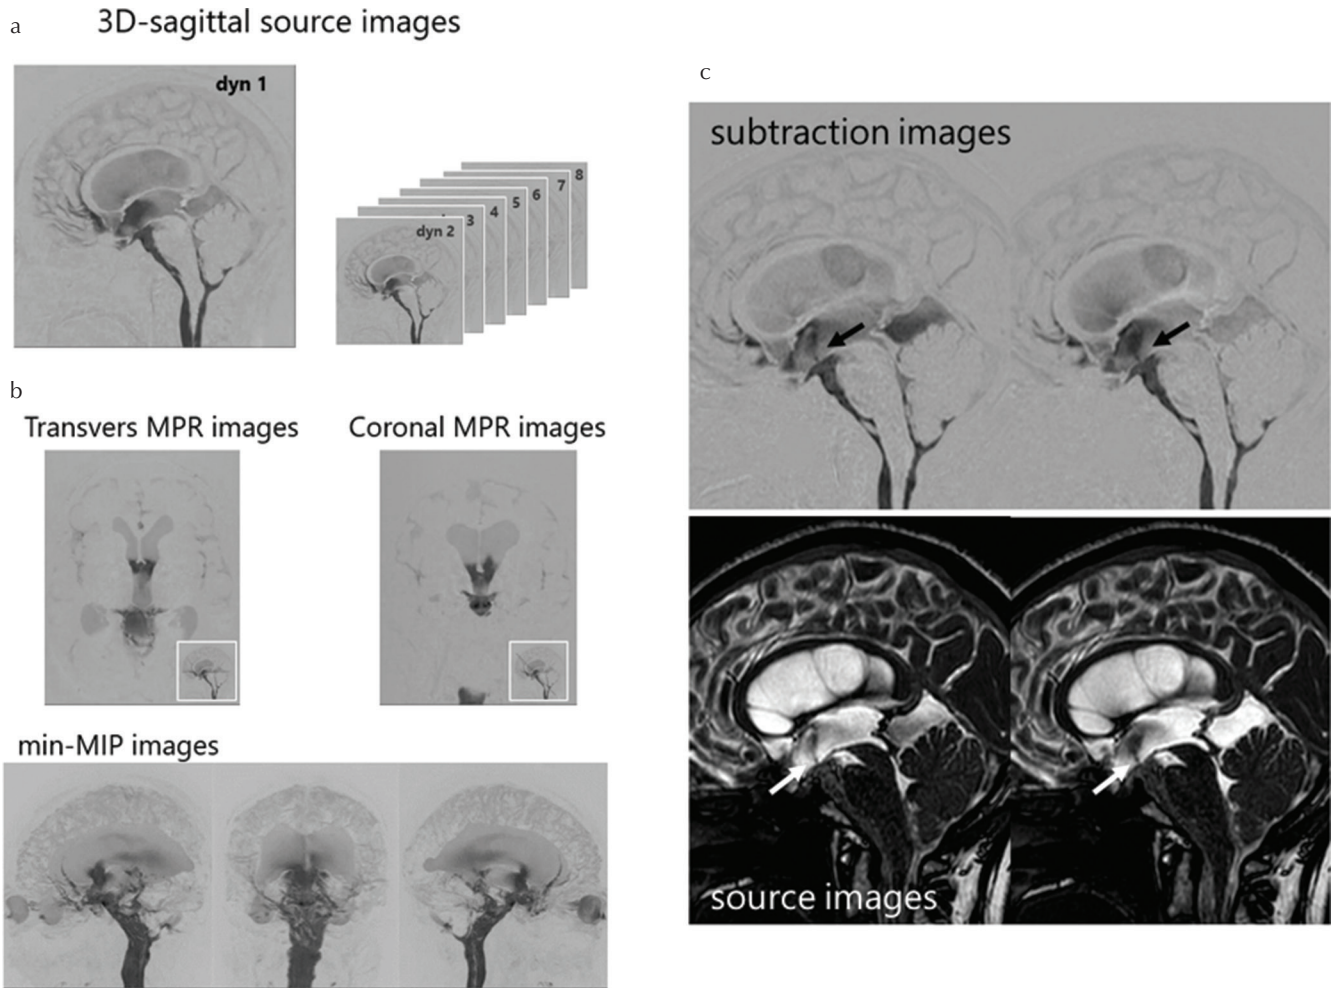 a
3D-sagittal source images
dyn 1
dyn 2
3
4
5
6
7
8
b
Transvers MPR images
Coronal MPR images
min-MIP images
c
subtraction images
source images